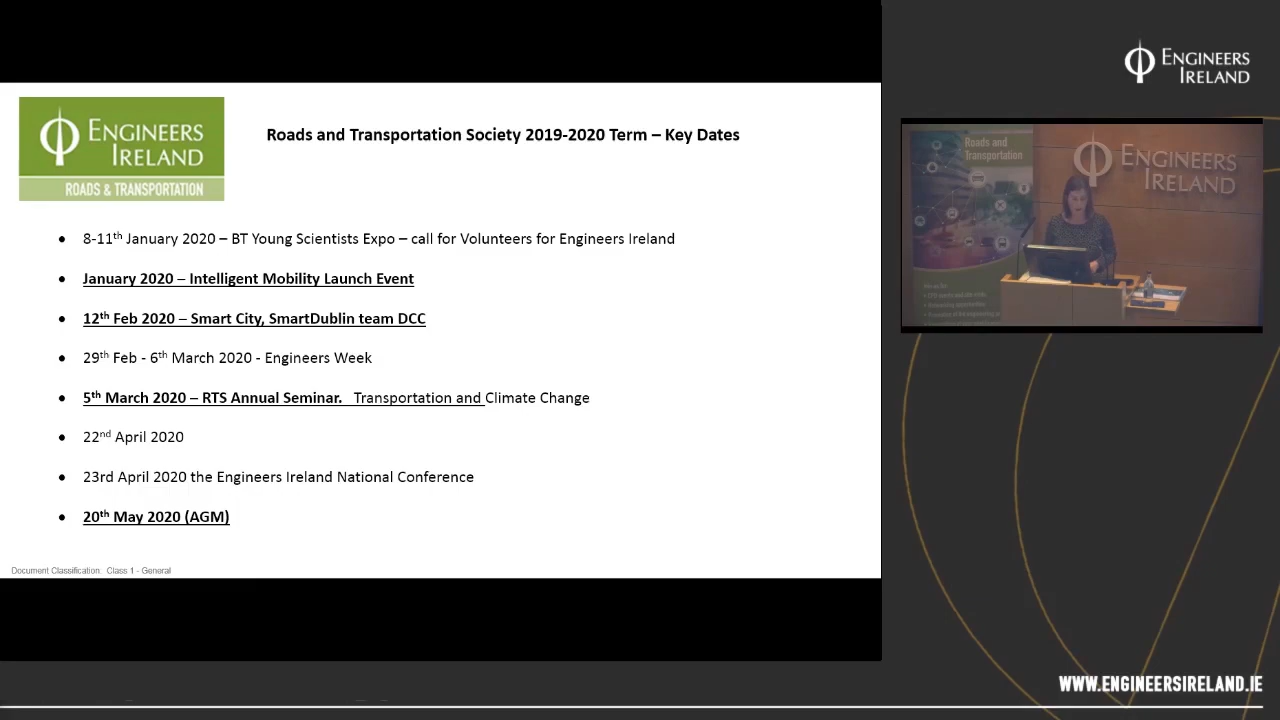 ENGINEERS
IRELAND
ROADS & TRANSPORTATION
Roads and Transportation Society 2019-2020 Term – Key Dates
• 8-11th January 2020 – BT Young Scientists Expo – call for Volunteers for Engineers Ireland
• January 2020 – Intelligent Mobility Launch Event
• 12th Feb 2020 – Smart City, SmartDublin team DCC
• 29th Feb - 6th March 2020 - Engineers Week
• 5th March 2020 – RTS Annual Seminar. Transportation and Climate Change
• 22nd April 2020
• 23rd April 2020 the Engineers Ireland National Conference
• 20th May 2020 (AGM)
Document Classification: Class 1 - General
ENGINEERS
IRELAND
Roads and
Transportation
ENGINEERS
IRELAND
WWW.ENGINEERSIRELAND.IE